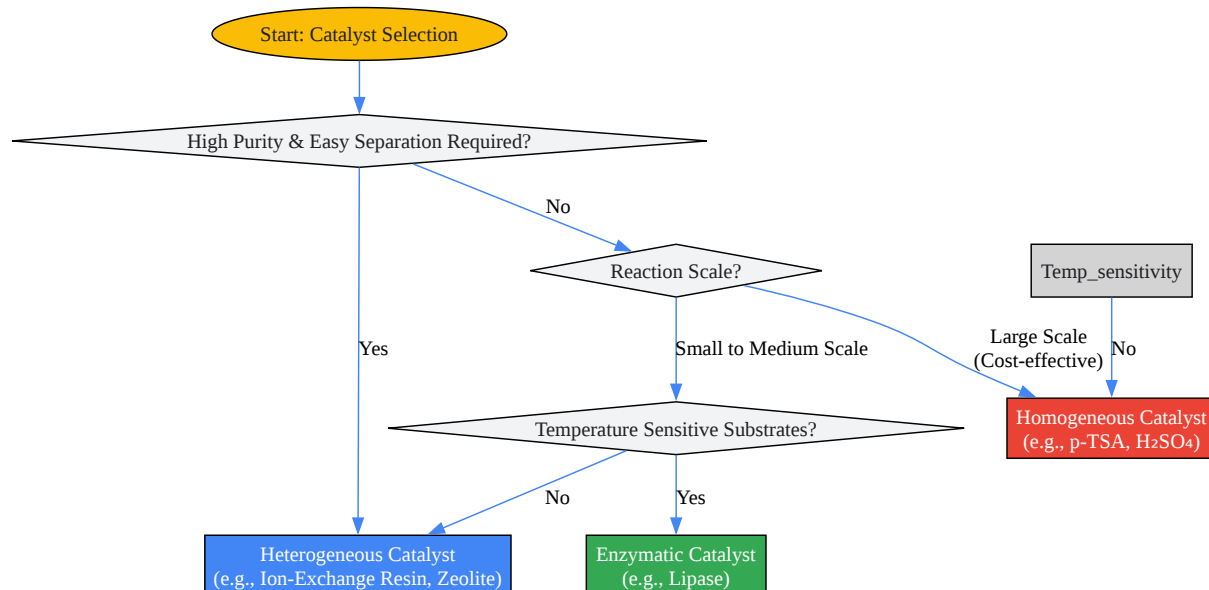 Start: Catalyst Selection
High Purity & Easy Separation Required?
No
Reaction Scale?
Temp_sensitivity
Yes
Small to Medium Scale
Large Scale
(Cost-effective)
No
Homogeneous Catalyst
(e.g., p-TSA, H₂SO₄)
Temperature Sensitive Substrates?
No
Yes
Heterogeneous Catalyst
(e.g., Ion-Exchange Resin, Zeolite)
Enzymatic Catalyst
(e.g., Lipase)